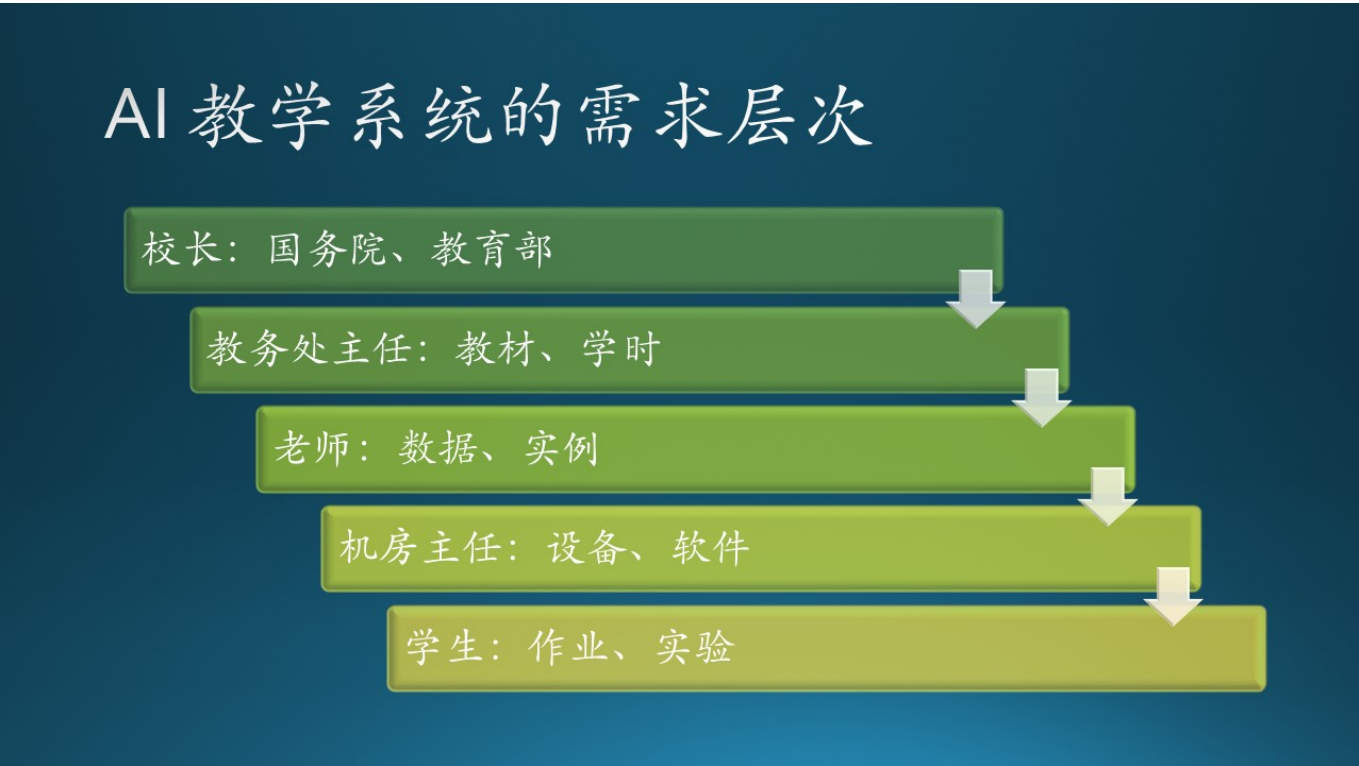 AI 教学系统的需求层次
校长：国务院、教育部
教务处主任：教材、学时
老师：数据、实例
机房主任：设备、软件
学生：作业、实验